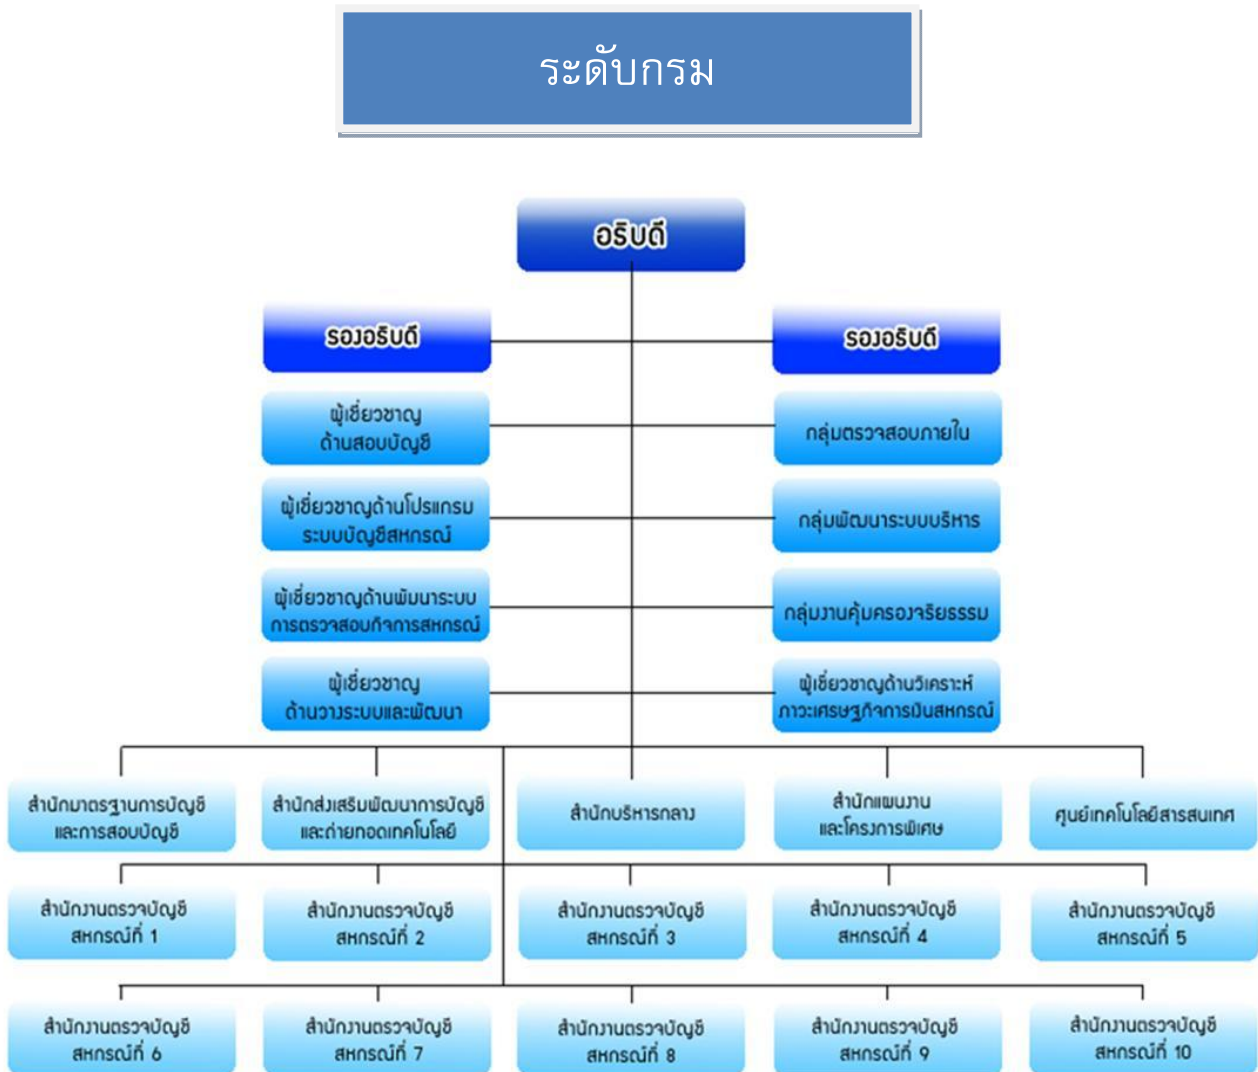 ระดับกรม
อธิบดี
รองอธิบดี
รองอธิบดี
ผู้เชี่ยวชาญ
ด้านสอบบัญชี
กลุ่มตรวจสอบภายใน
ผู้เชี่ยวชาญด้านโปรแกรม
ระบบบัญชีสหกรณ์
กลุ่มพัฒนาระบบบริหาร
ผู้เชี่ยวชาญด้านพัฒนาระบบ
การตรวจสอบกิจการสหกรณ์
กลุ่มงานคุ้มครองจริยธรรม
ผู้เชี่ยวชาญ
ด้านวางระบบและพัฒนา
ผู้เชี่ยวชาญด้านวิเคราะห์
ภาวะเศรษฐกิจการเงินสหกรณ์
สำนักมาตรฐานการบัญชี
และการสอบบัญชี
สำนักส่งเสริมพัฒนาการบัญชี
และถ่ายทอดเทคโนโลยี
สำนักบริหารกลาง
สำนักแผนงาน
และโครงการพิเศษ
ศูนย์เทคโนโลยีสารสนเทศ
สำนักงานตรวจบัญชี
สหกรณ์ที่ 1
สำนักงานตรวจบัญชี
สหกรณ์ที่ 2
สำนักงานตรวจบัญชี
สหกรณ์ที่ 3
สำนักงานตรวจบัญชี
สหกรณ์ที่ 4
สำนักงานตรวจบัญชี
สหกรณ์ที่ 5
สำนักงานตรวจบัญชี
สหกรณ์ที่ 6
สำนักงานตรวจบัญชี
สหกรณ์ที่ 7
สำนักงานตรวจบัญชี
สหกรณ์ที่ 8
สำนักงานตรวจบัญชี
สหกรณ์ที่ 9
สำนักงานตรวจบัญชี
สหกรณ์ที่ 10